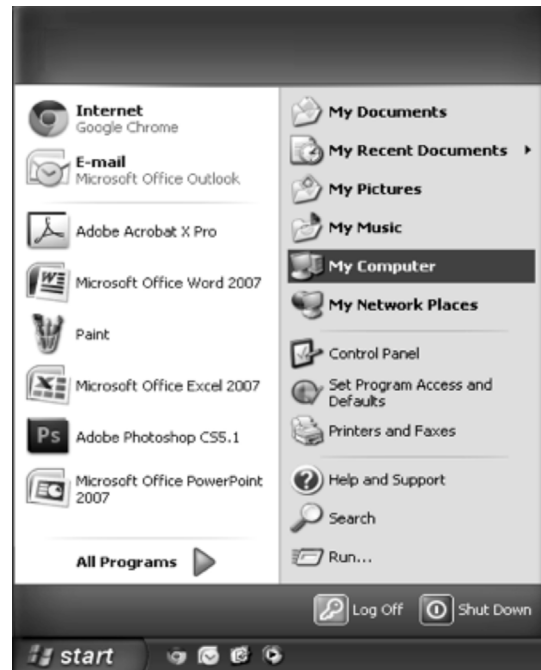 Internet
Google Chrome
E-mail
Microsoft Office Outlook
Adobe Acrobat X Pro
Microsoft Office Word 2007
Paint
Microsoft Office Excel 2007
Ps
Adobe Photoshop CS5.1
Microsoft Office PowerPoint
2007
All Programs
My Documents
My Recent Documents
My Pictures
My Music
My Computer
My Network Places
Control Panel
Set Program Access and
Defaults
Printers and Faxes
Help and Support
Search
Run...
Log Off
Shut Down
start